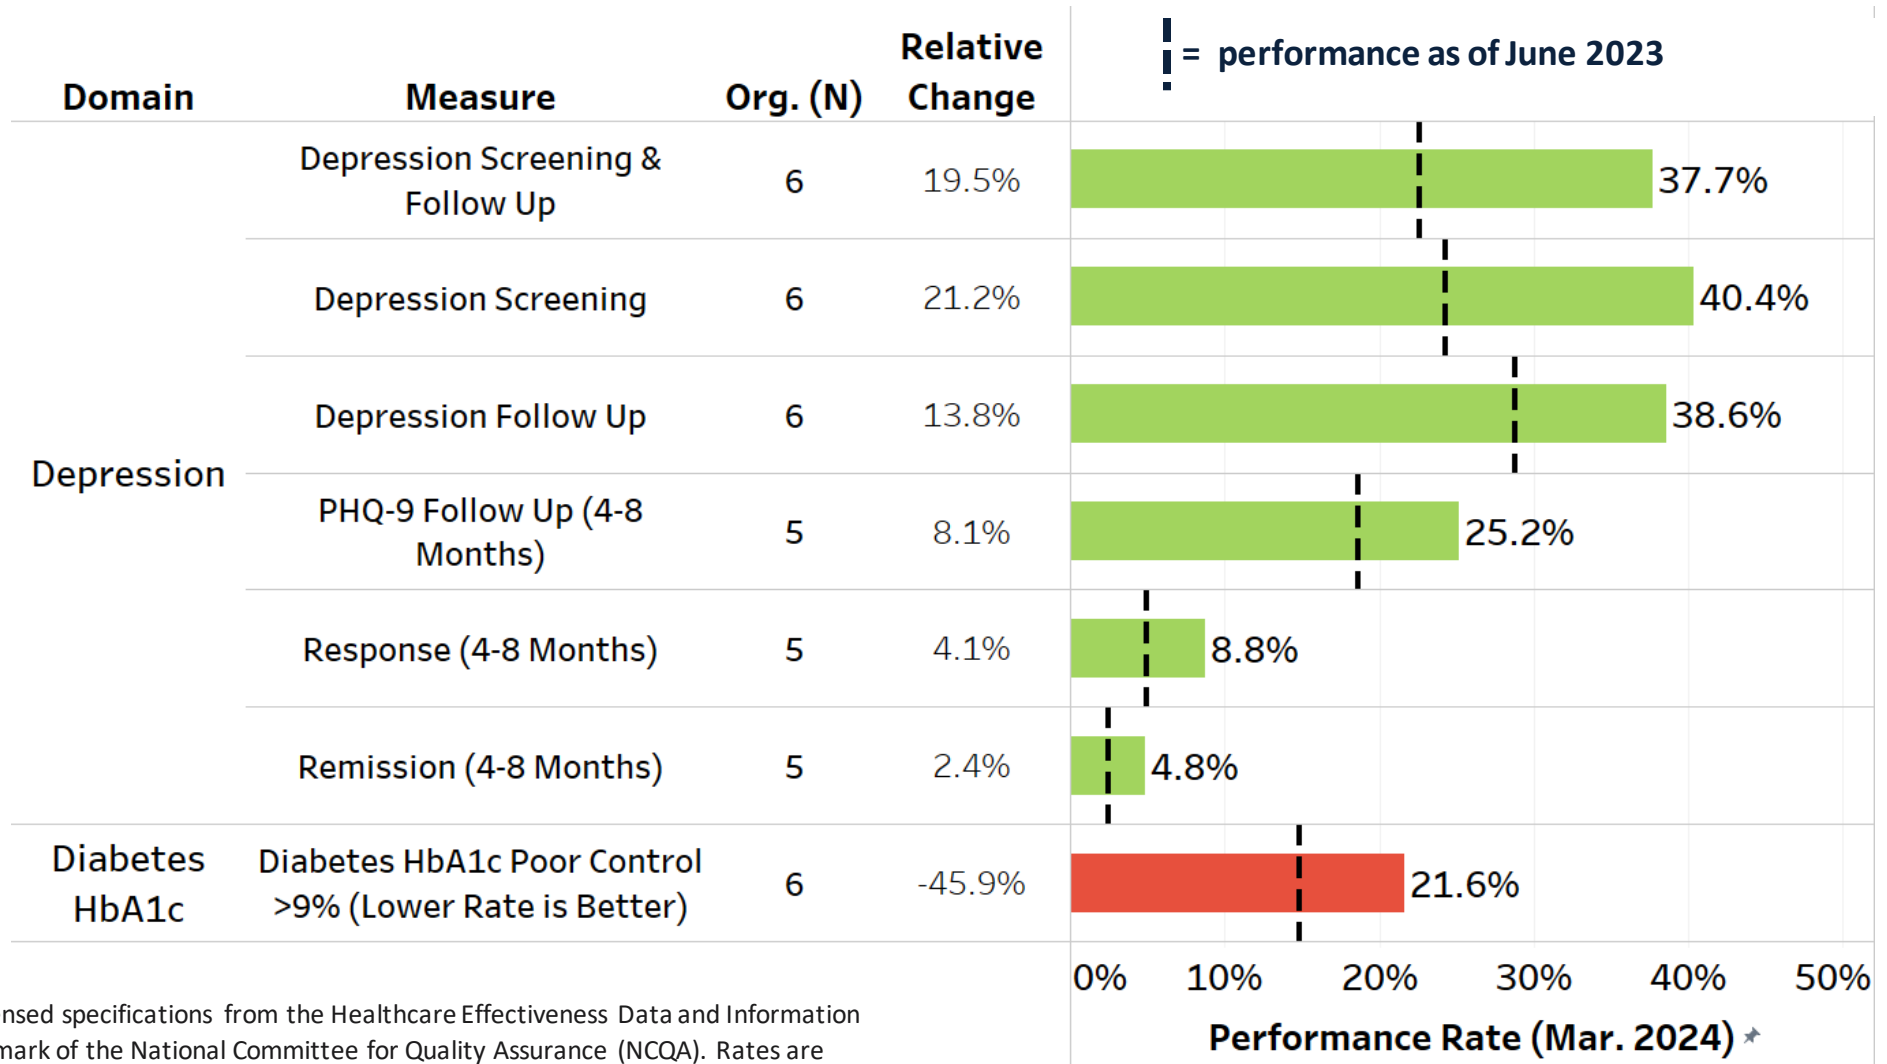 = performance as of June 2023
Relative
Domain Measure Org. (N) Change
Depression Screening &
Follow Up
6 19.5% 37.7%
Depression Screening 6 21.2% 40.4%
Depression Follow Up 6 13.8% 38.6%
Depression
PHQ-9 Follow Up (4-8
Months)
5 8.1% 25.2%
Response (4-8 Months) 5 4.1% 8.8%
Remission (4-8 Months) 5 2.4% 4.8%
Diabetes
HbA1c
Diabetes HbA1c Poor Control
>9% (Lower Rate is Better)
6 -45.9% 21.6%
0% 10% 20% 30% 40% 50%
Performance Rate (Mar. 2024)
specifications from the Healthcare Effectiveness Data and Information
of the National Committee for Quality Assurance (NCQA). Rates are